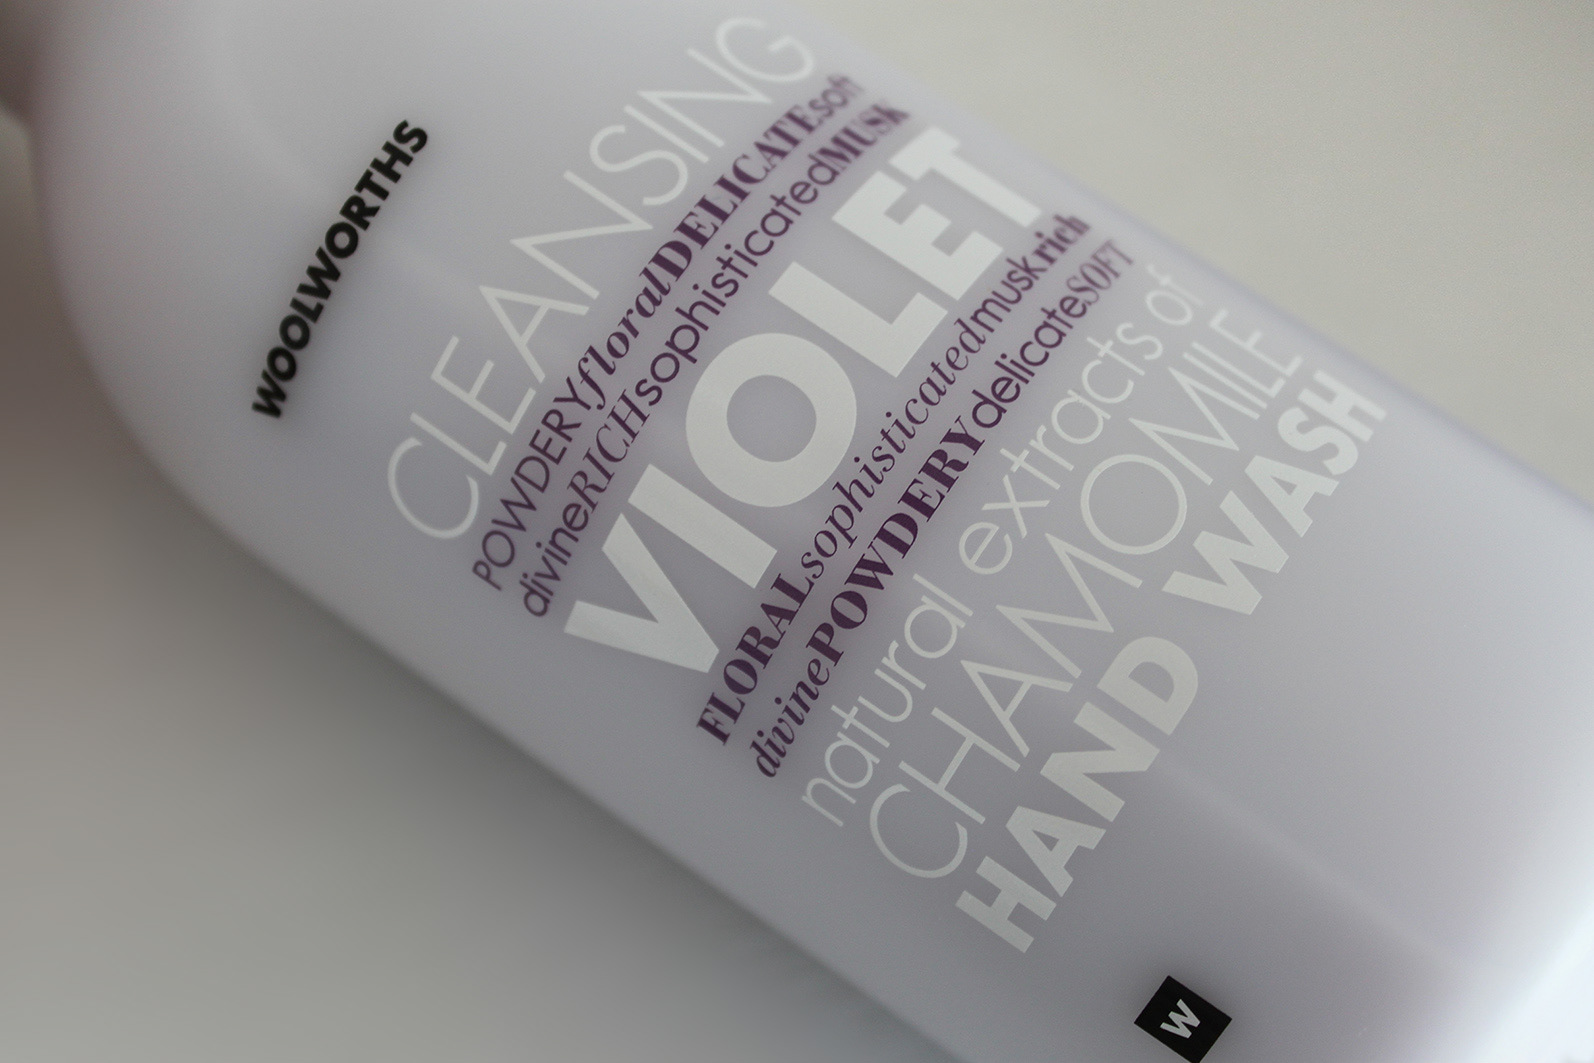 WOOLWORTHS
CLEANSING
POWDERYfloralDELICATEsoft
divineRICHsophisticatedMUSK
VIOLET
FLORALsophisticatedmuskrich
divinePOWDERYdelicateSOFT
natural extracts of
CHAMOMILE
HAND WASH
W